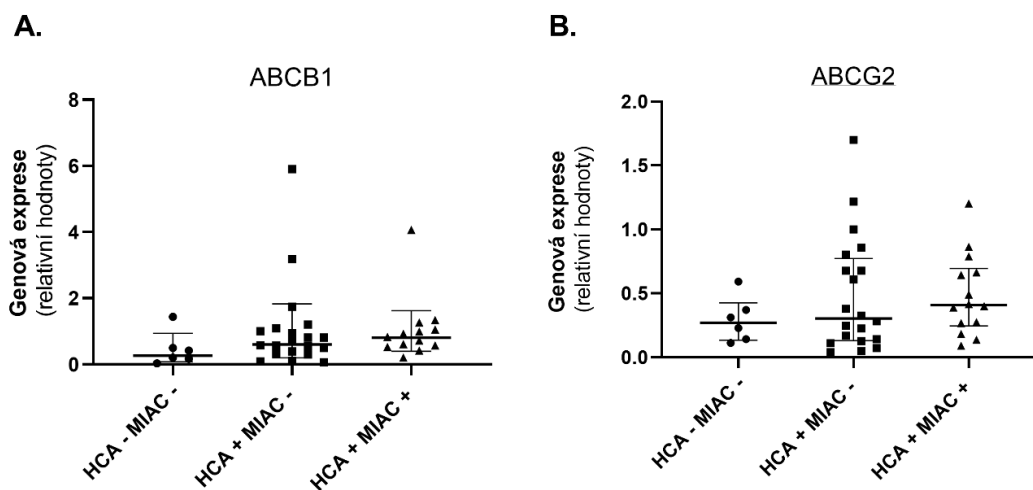 A.
ABCB1
Genová exprese
(relativní hodnoty)
8
6
4
2
0
HCA - MIAC -
HCA + MIAC -
HCA + MIAC +
B.
ABCG2
Genová exprese
(relativní hodnoty)
2.0
1.5
1.0
0.5
0.0
HCA - MIAC -
HCA + MIAC -
HCA + MIAC +